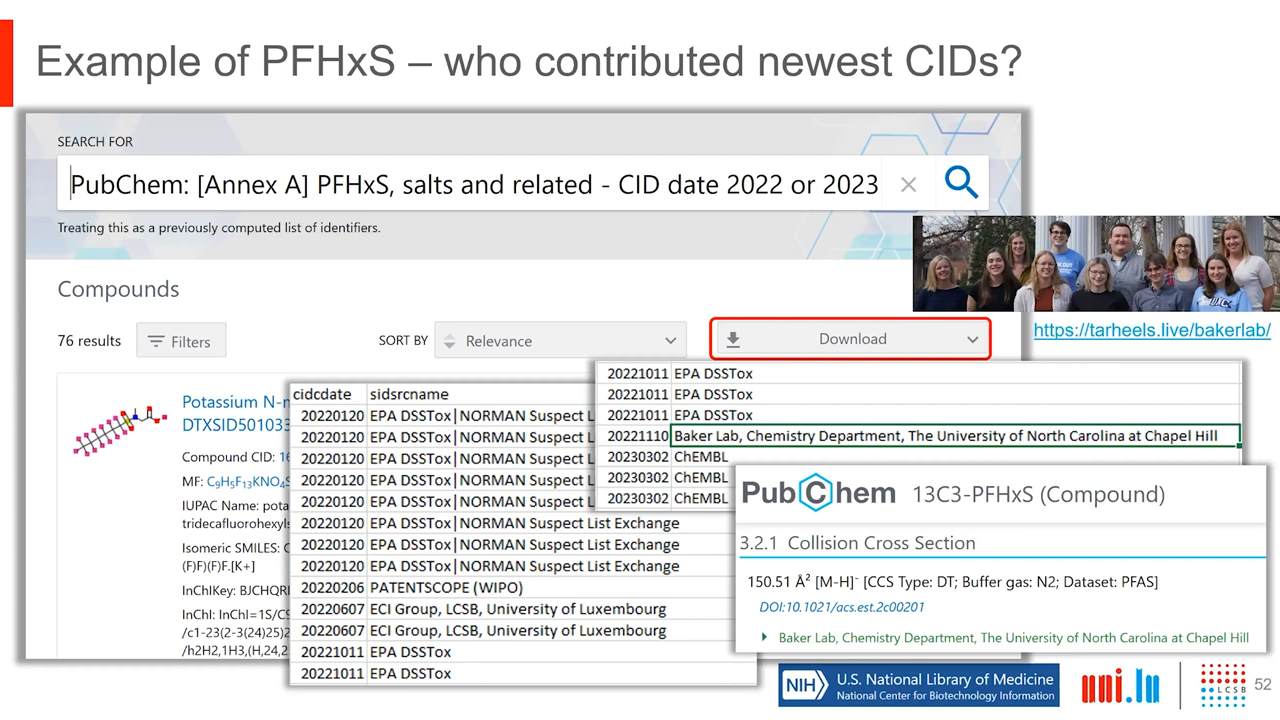 Example of PFHxS – who contributed newest CIDs?
SEARCH FOR
PubChem: [Annex A] PFHxS, salts and related - CID date 2022 or 2023
Treating this as a previously computed list of identifiers.
Compounds
76 results
Filters
SORT BY
Relevance
Download
https://tarheels.live/bakerlab/
Potassium N-n
DTXSID501033
Compound CID: 16
MF: C₉H₅F₁₃KNO₄S
IUPAC Name: pota
tridecafluorohexyls
Isomeric SMILES: C
(F)F)(F)F.[K+]
InChIKey: BJCHQRI
InChI: InChI=1S/C9
/c1-23(2-3(24)25)2
/h2H2,1H3,(H,24,2
cidcdate sidsrcname
20220120 EPA DSSTox|NORMAN Suspect L
20220120 EPA DSSTox|NORMAN Suspect L
20220120 EPA DSSTox|NORMAN Suspect L
20220120 EPA DSSTox|NORMAN Suspect L
20220120 EPA DSSTox|NORMAN Suspect L
20220120 EPA DSSTox|NORMAN Suspect List Exchange
20220120 EPA DSSTox|NORMAN Suspect List Exchange
20220120 EPA DSSTox|NORMAN Suspect List Exchange
20220206 PATENTSCOPE (WIPO)
20220607 ECI Group, LCSB, University of Luxembourg
20220607 ECI Group, LCSB, University of Luxembourg
20221011 EPA DSSTox
20221011 EPA DSSTox
20221011 EPA DSSTox
20221011 EPA DSSTox
20221011 EPA DSSTox
20221110 Baker Lab, Chemistry Department, The University of North Carolina at Chapel Hill
20230302 ChEMBL
20230302 ChEMBL
20230302 ChEMBL
PubChem 13C3-PFHxS (Compound)
3.2.1 Collision Cross Section
150.51 Å² [M-H]⁻ [CCS Type: DT; Buffer gas: N2; Dataset: PFAS]
DOI:10.1021/acs.est.2c00201
Baker Lab, Chemistry Department, The University of North Carolina at Chapel Hill
NIH U.S. National Library of Medicine
National Center for Biotechnology Information
uni.lu
LCSB
52